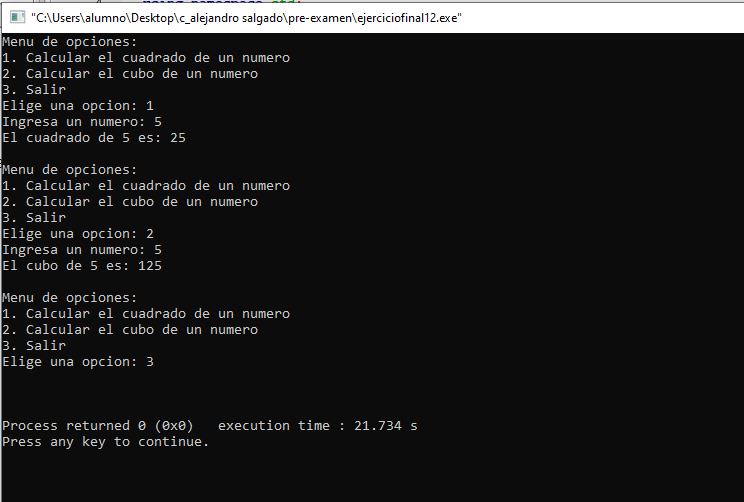 using namespace std;
"C:\Users\alumno\Desktop\c_alejandro salgado\pre-examen\ejerciciofinal12.exe"
Menu de opciones:
1. Calcular el cuadrado de un numero
2. Calcular el cubo de un numero
3. Salir
Elige una opcion: 1
Ingresa un numero: 5
El cuadrado de 5 es: 25
Menu de opciones:
1. Calcular el cuadrado de un numero
2. Calcular el cubo de un numero
3. Salir
Elige una opcion: 2
Ingresa un numero: 5
El cubo de 5 es: 125
Menu de opciones:
1. Calcular el cuadrado de un numero
2. Calcular el cubo de un numero
3. Salir
Elige una opcion: 3
Process returned 0 (0x0)   execution time : 21.734 s
Press any key to continue.